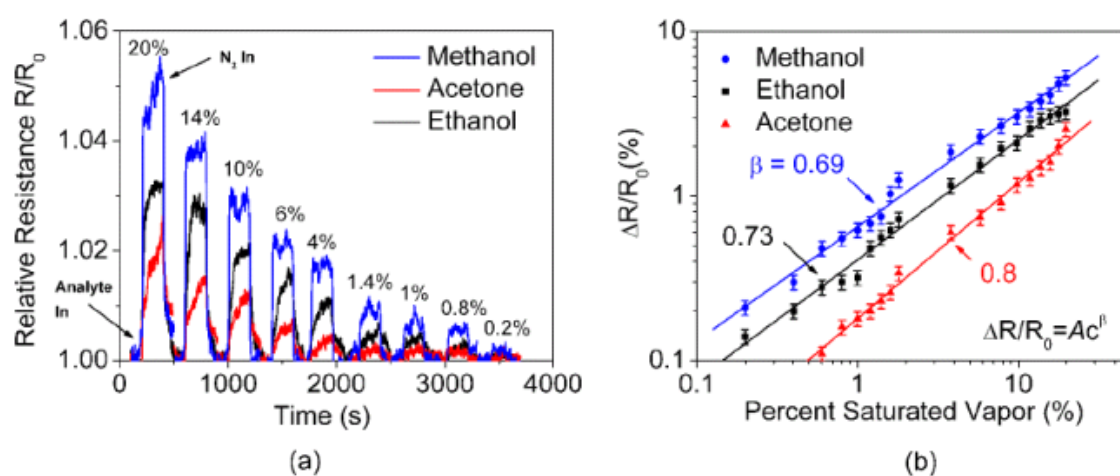 1.06
1.04
1.02
1.00
Relative Resistance R/R₀
20%
N₂ In
14%
10%
6%
4%
1.4%
1%
0.8%
0.2%
Analyte
In
Methanol
Acetone
Ethanol
0
1000
2000
3000
4000
Time (s)
(a)
10
1
0.1
ΔR/R₀(%)
Methanol
Ethanol
Acetone
β = 0.69
0.73
0.8
ΔR/R₀=Acᵝ
0.1
1
10
Percent Saturated Vapor (%)
(b)